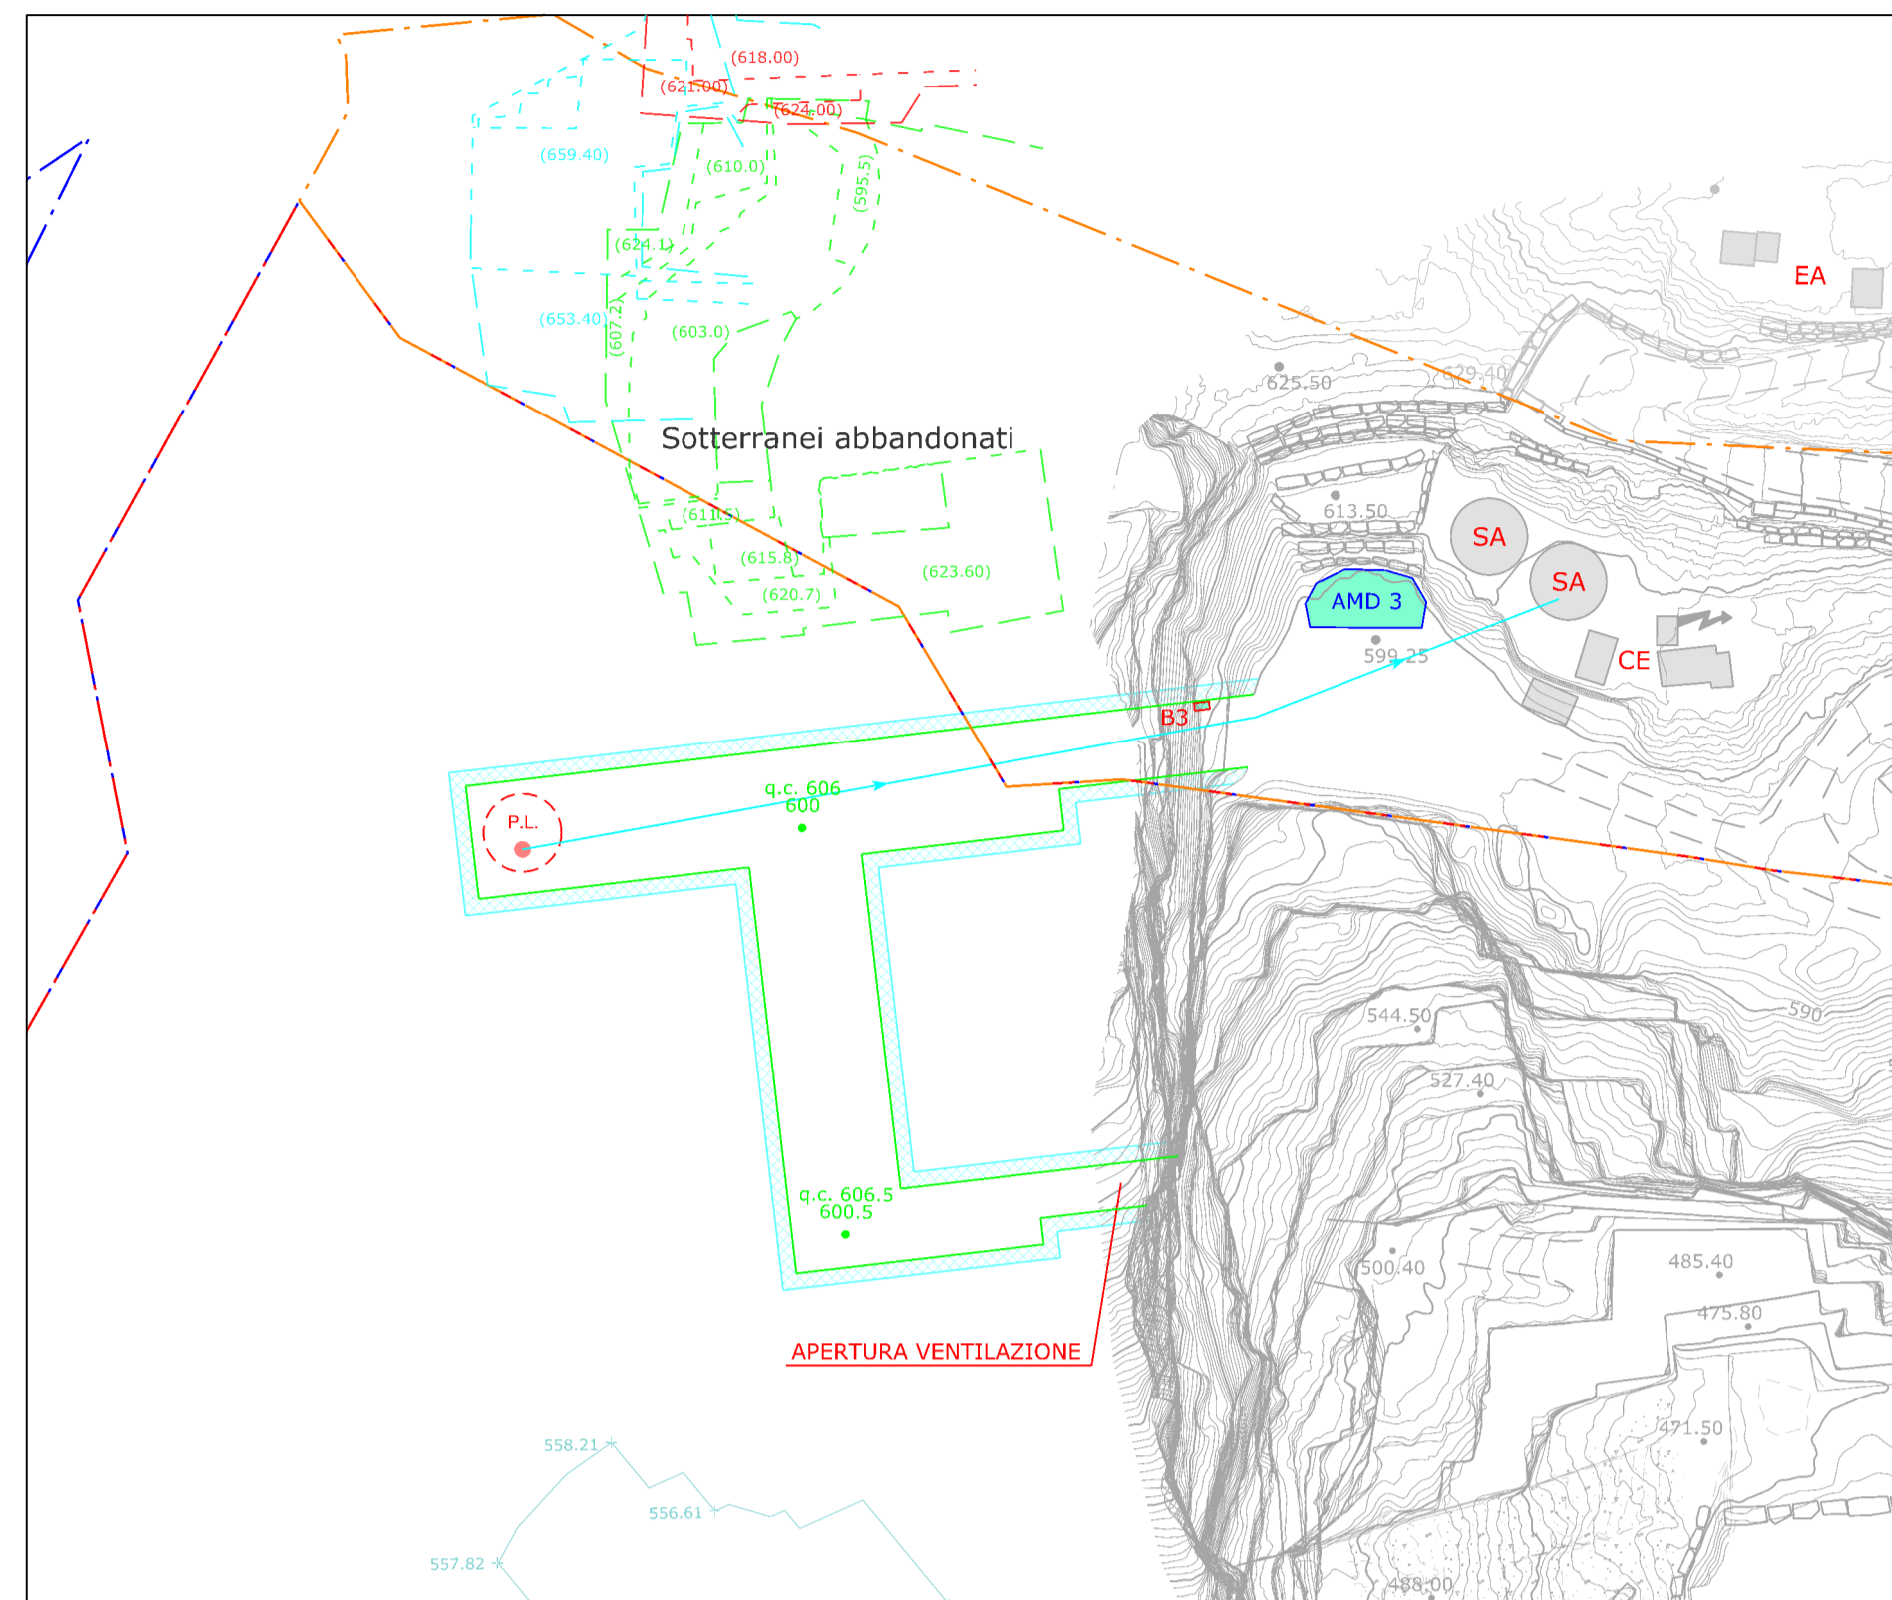 (618.00)
(621.00)
(624.00)
(659.40)
(610.0)
(595.5)
(624.1)
EA
(653.40)
(607.2)
(603.0)
629.40
625.50
Sotterranei abbandonati
613.50
(611.5)
SA
(615.8)
(623.60)
SA
(620.7)
AMD 3
599.25
CE
B3
q.c. 606
600
P.L.
590
544.50
527.40
q.c. 606.5
600.5
500.40
485.40
475.80
APERTURA VENTILAZIONE
471.50
558.21
556.61
557.82
488.00